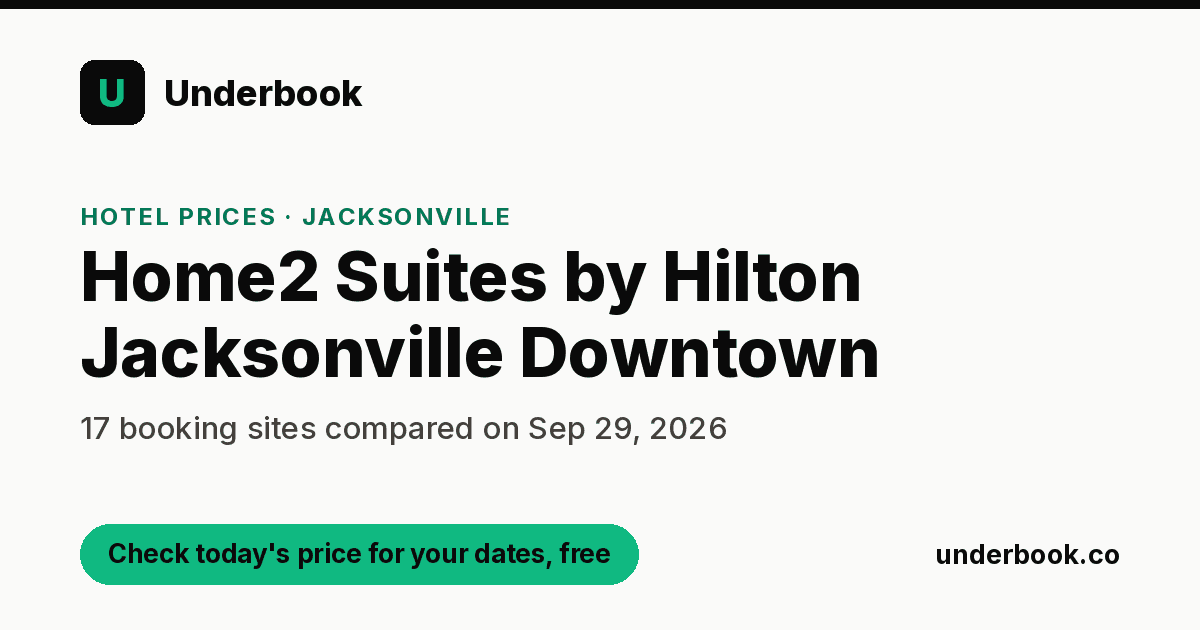 U Underbook
HOTEL PRICES · JACKSONVILLE
Home2 Suites by Hilton
Jacksonville Downtown
17 booking sites compared on Sep 29, 2026
Check today's price for your dates, free
underbook.co